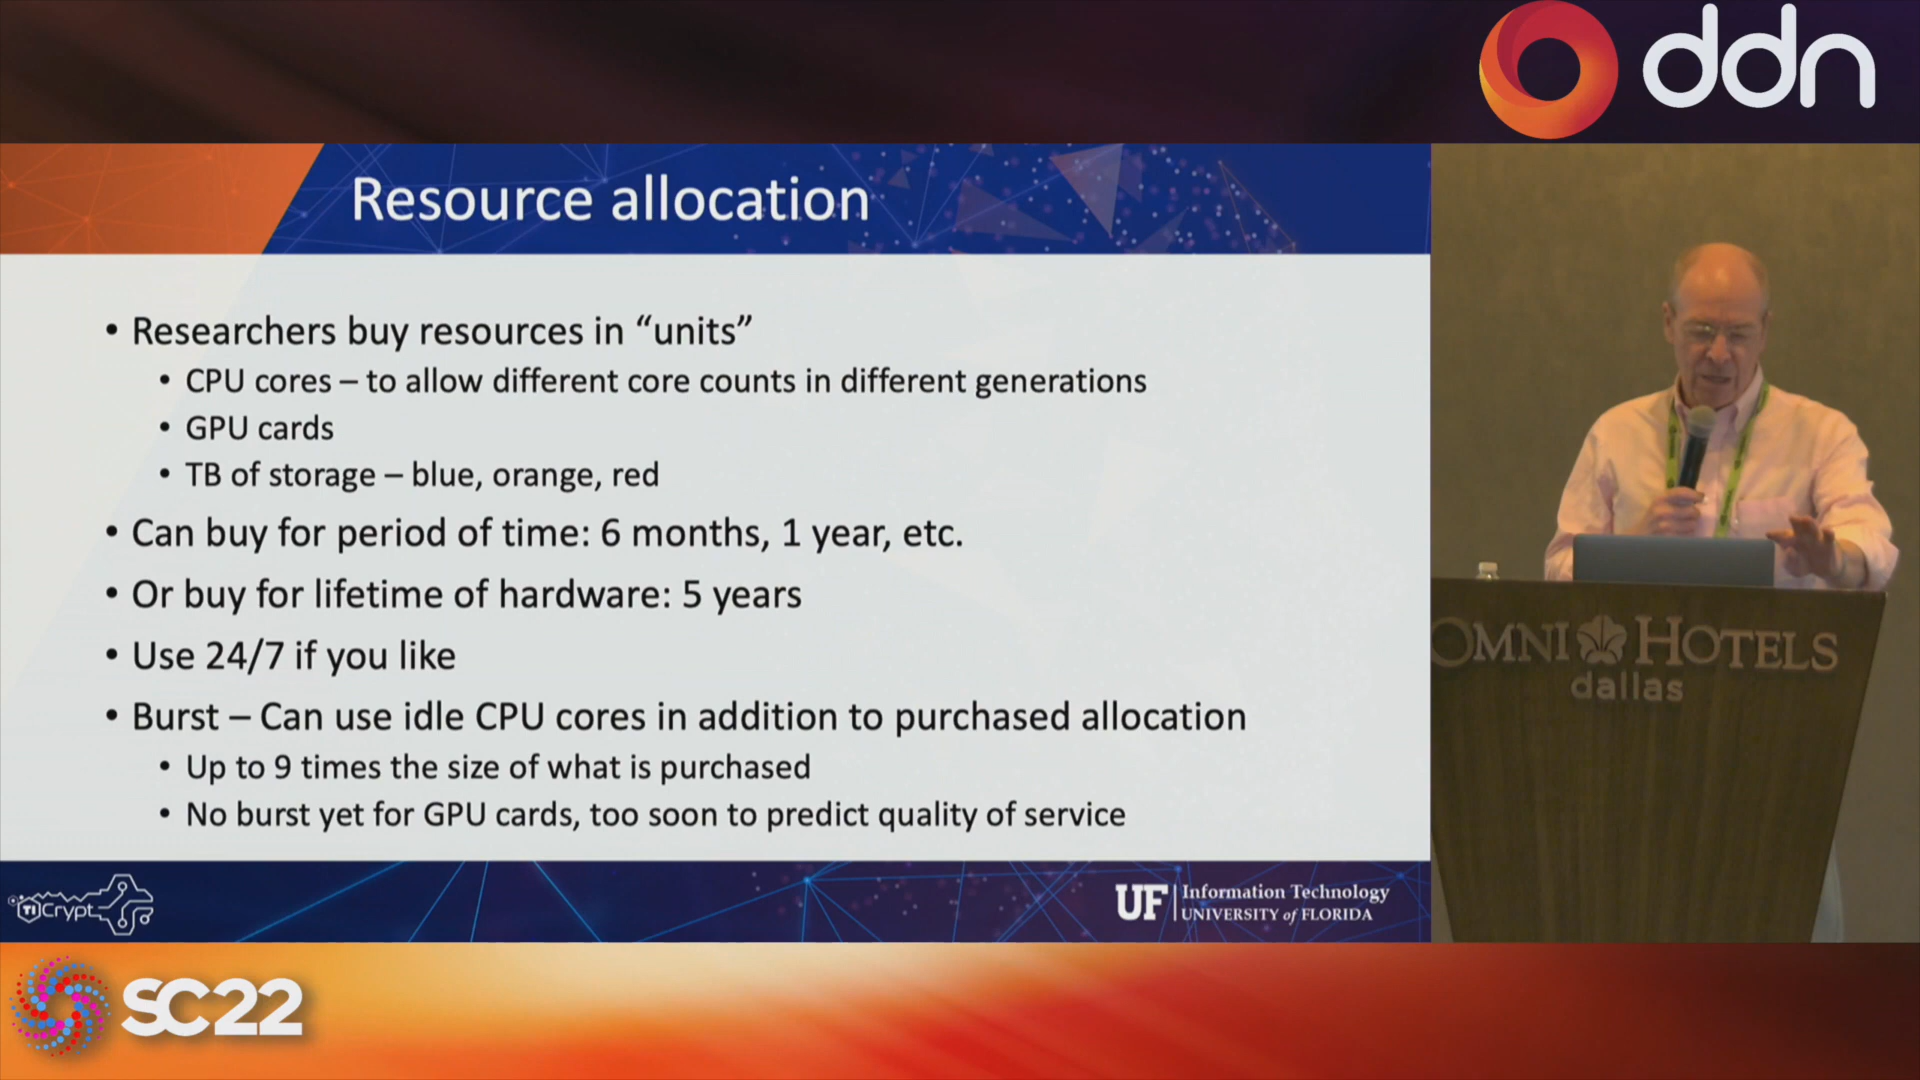 ddn
Resource allocation
• Researchers buy resources in “units”
• CPU cores – to allow different core counts in different generations
• GPU cards
• TB of storage – blue, orange, red
• Can buy for period of time: 6 months, 1 year, etc.
• Or buy for lifetime of hardware: 5 years
• Use 24/7 if you like
• Burst – Can use idle CPU cores in addition to purchased allocation
• Up to 9 times the size of what is purchased
• No burst yet for GPU cards, too soon to predict quality of service
TiCrypt
UF Information Technology
UNIVERSITY of FLORIDA
OMNI HOTELS
dallas
SC22